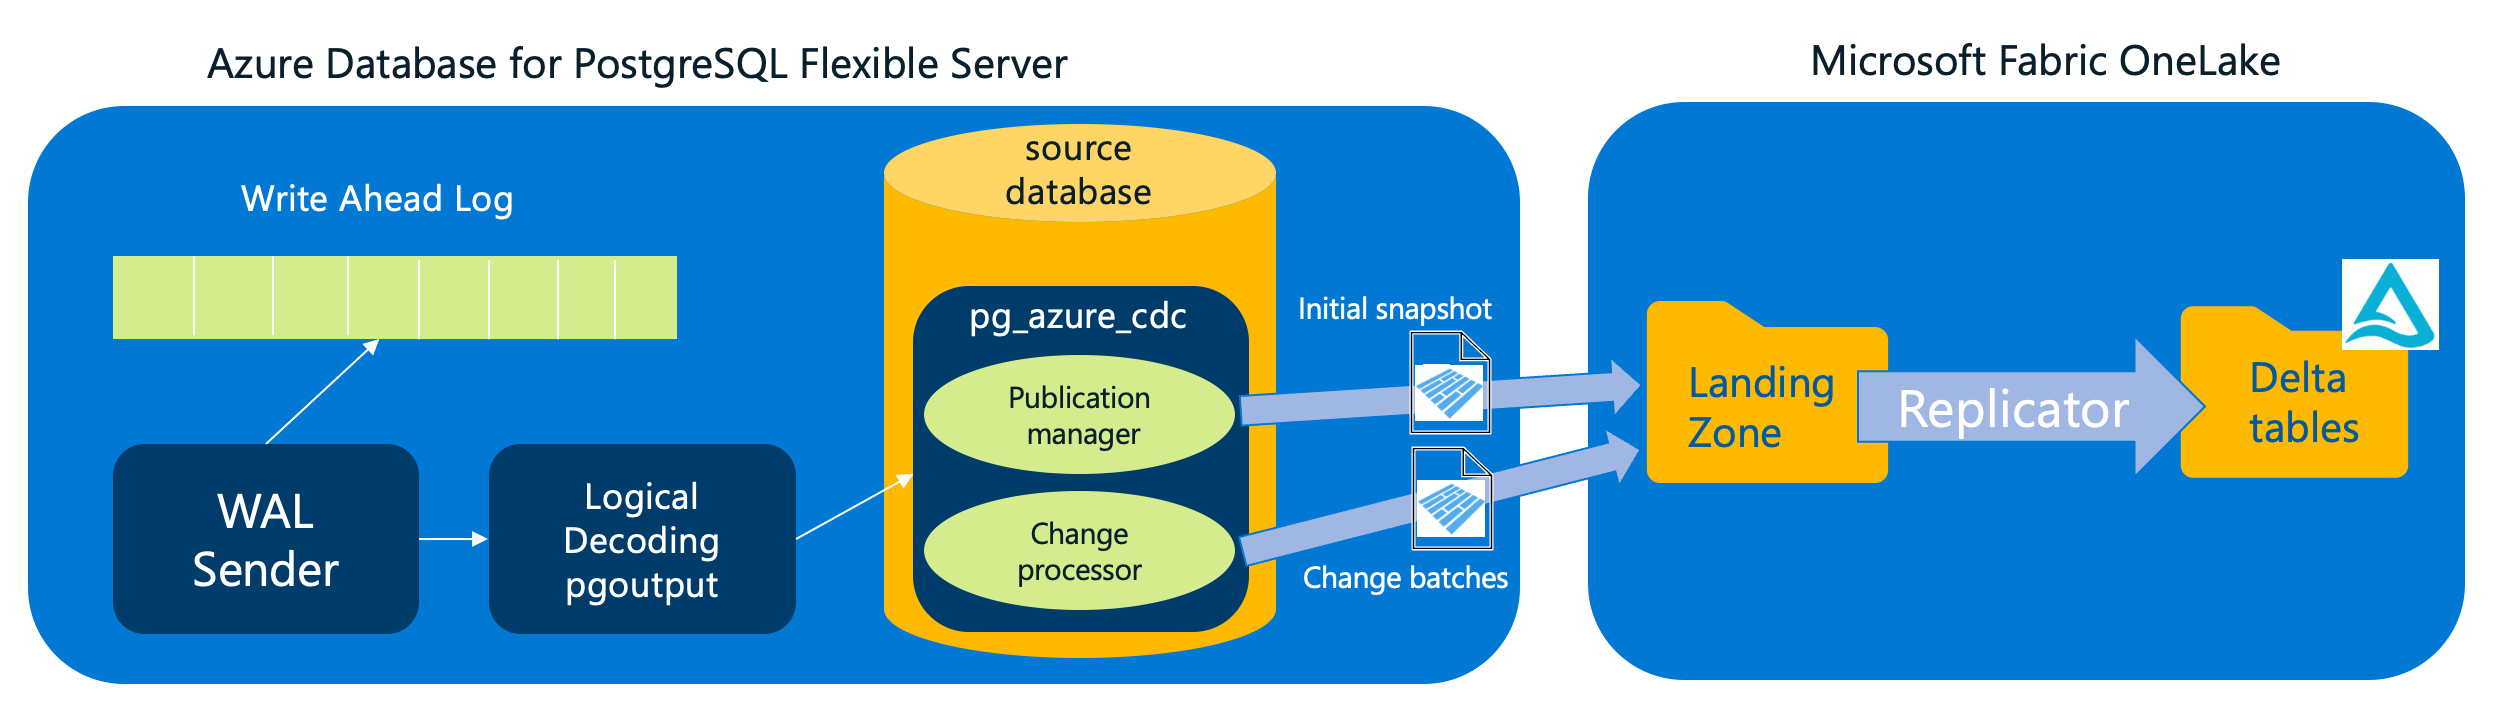 Azure Database for PostgreSQL Flexible Server
Microsoft Fabric OneLake
Write Ahead Log
source
database
pg_azure_cdc
Publication
manager
Change
processor
WAL
Sender
Logical
Decoding
pgoutput
Initial snapshot
Change batches
Landing
Zone
Replicator
Delta
tables